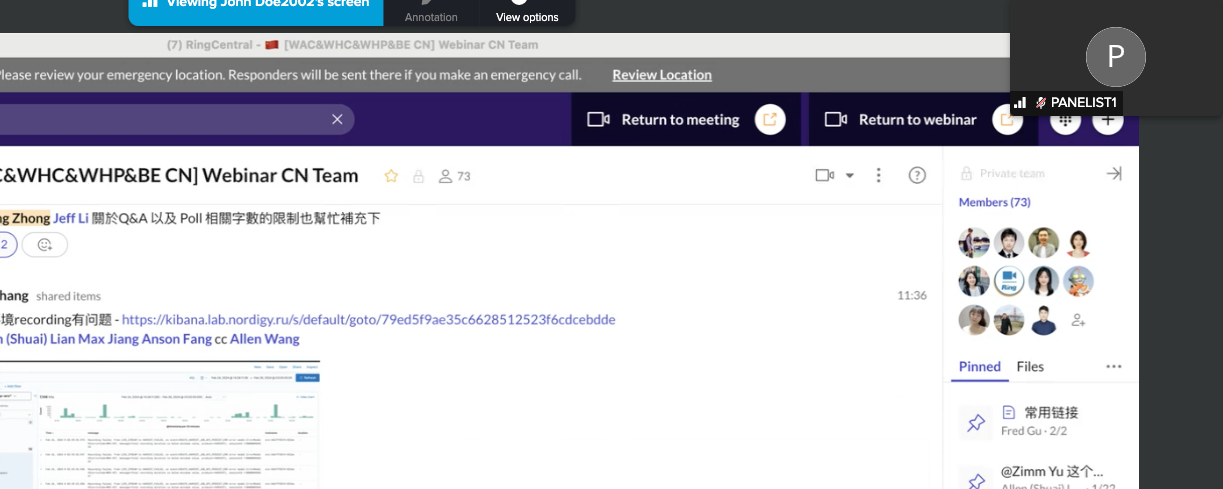 Viewing John Doe2002's screen
Annotation
View options
(7) RingCentral - 🇨🇳 [WAC&WHC&WHP&BE CN] Webinar CN Team
P
PANELIST1
lease review your emergency location. Responders will be sent there if you make an emergency call. Review Location
Return to meeting
Return to webinar
C&WHC&WHP&BE CN] Webinar CN Team
73
Private team
Members (73)
ng Zhong Jeff Li 關於Q&A 以及 Poll 相關字數的限制也幫忙補充下
2
hang shared items
11:36
境recording有问题 - https://kibana.lab.nordigy.ru/s/default/goto/79ed5f9ae35c6628512523f6cdcebdde
n (Shuai) Lian Max Jiang Anson Fang cc Allen Wang
Ring
Pinned
Files
常用链接
Fred Gu · 2/2
@Zimm Yu 这个...